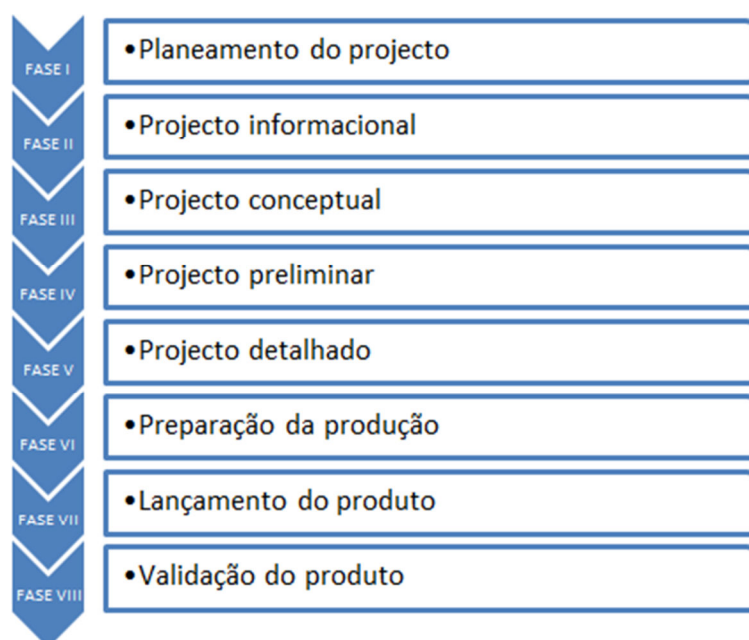 FASE I
•Planeamento do projecto
FASE II
•Projecto informacional
FASE III
•Projecto conceptual
FASE IV
•Projecto preliminar
FASE V
•Projecto detalhado
FASE VI
•Preparação da produção
FASE VII
•Lançamento do produto
FASE VIII
•Validação do produto